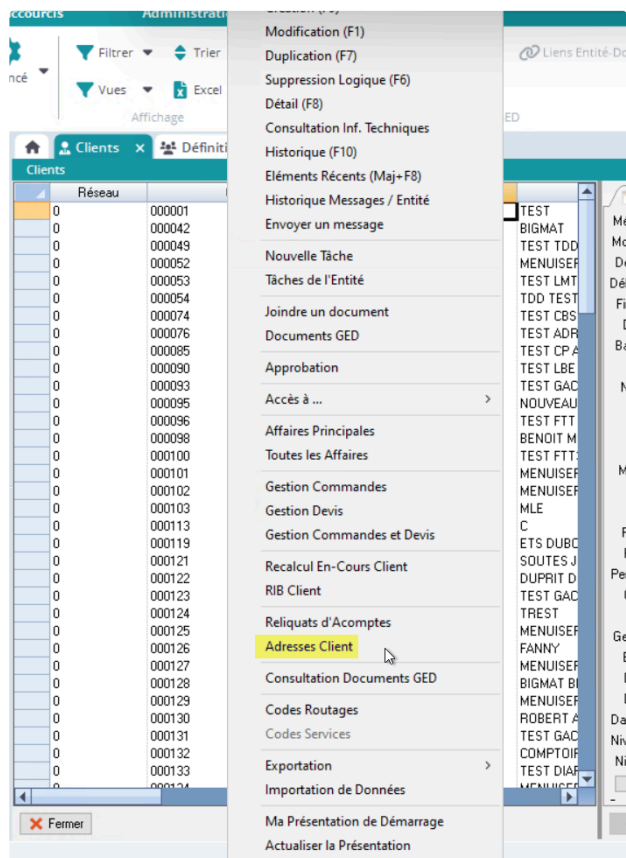 Modification (F1)
Filtrer
Trier
Duplication (F7)
Liens Entité-Do
ncé
Suppression Logique (F6)
Vues
Excel
Détail (F8)
Affichage
ED
Consultation Inf. Techniques
Clients
Définiti
Historique (F10)
Clients
Eléments Récents (Maj+F8)
Réseau
Historique Messages / Entité
Envoyer un message
Nouvelle Tâche
Tâches de l'Entité
Joindre un document
Documents GED
Approbation
Accès à ...
Affaires Principales
Toutes les Affaires
Gestion Commandes
Gestion Devis
Gestion Commandes et Devis
Recalcul En-Cours Client
RIB Client
Reliquats d'Acomptes
Adresses Client
Consultation Documents GED
Codes Routages
Codes Services
Exportation
Importation de Données
Ma Présentation de Démarrage
Actualiser la Présentation
0 000001 TEST
0 000042 BIGMAT
0 000049 TEST TDD
0 000052 MENUISEF
0 000053 TEST LMT
0 000054 TDD TEST
0 000074 TEST CBS
0 000076 TEST ADR
0 000085 TEST CP A
0 000090 TEST LBE
0 000093 TEST GAC
0 000095 NOUVEAU
0 000096 TEST FTT
0 000098 BENOIT M
0 000100 TEST FTT
0 000101 MENUISEF
0 000102 MENUISEF
0 000103 MLE
0 000113 C
0 000119 ETS DUBO
0 000121 SOUTES J
0 000122 DUPRIT D
0 000123 TEST GAC
0 000124 TREST
0 000125 MENUISEF
0 000126 FANNY
0 000127 MENUISEF
0 000128 BIGMAT BI
0 000129 MENUISEF
0 000130 ROBERT A
0 000131 TEST GAC
0 000132 COMPTOIF
0 000133 TEST DIAF
Fermer